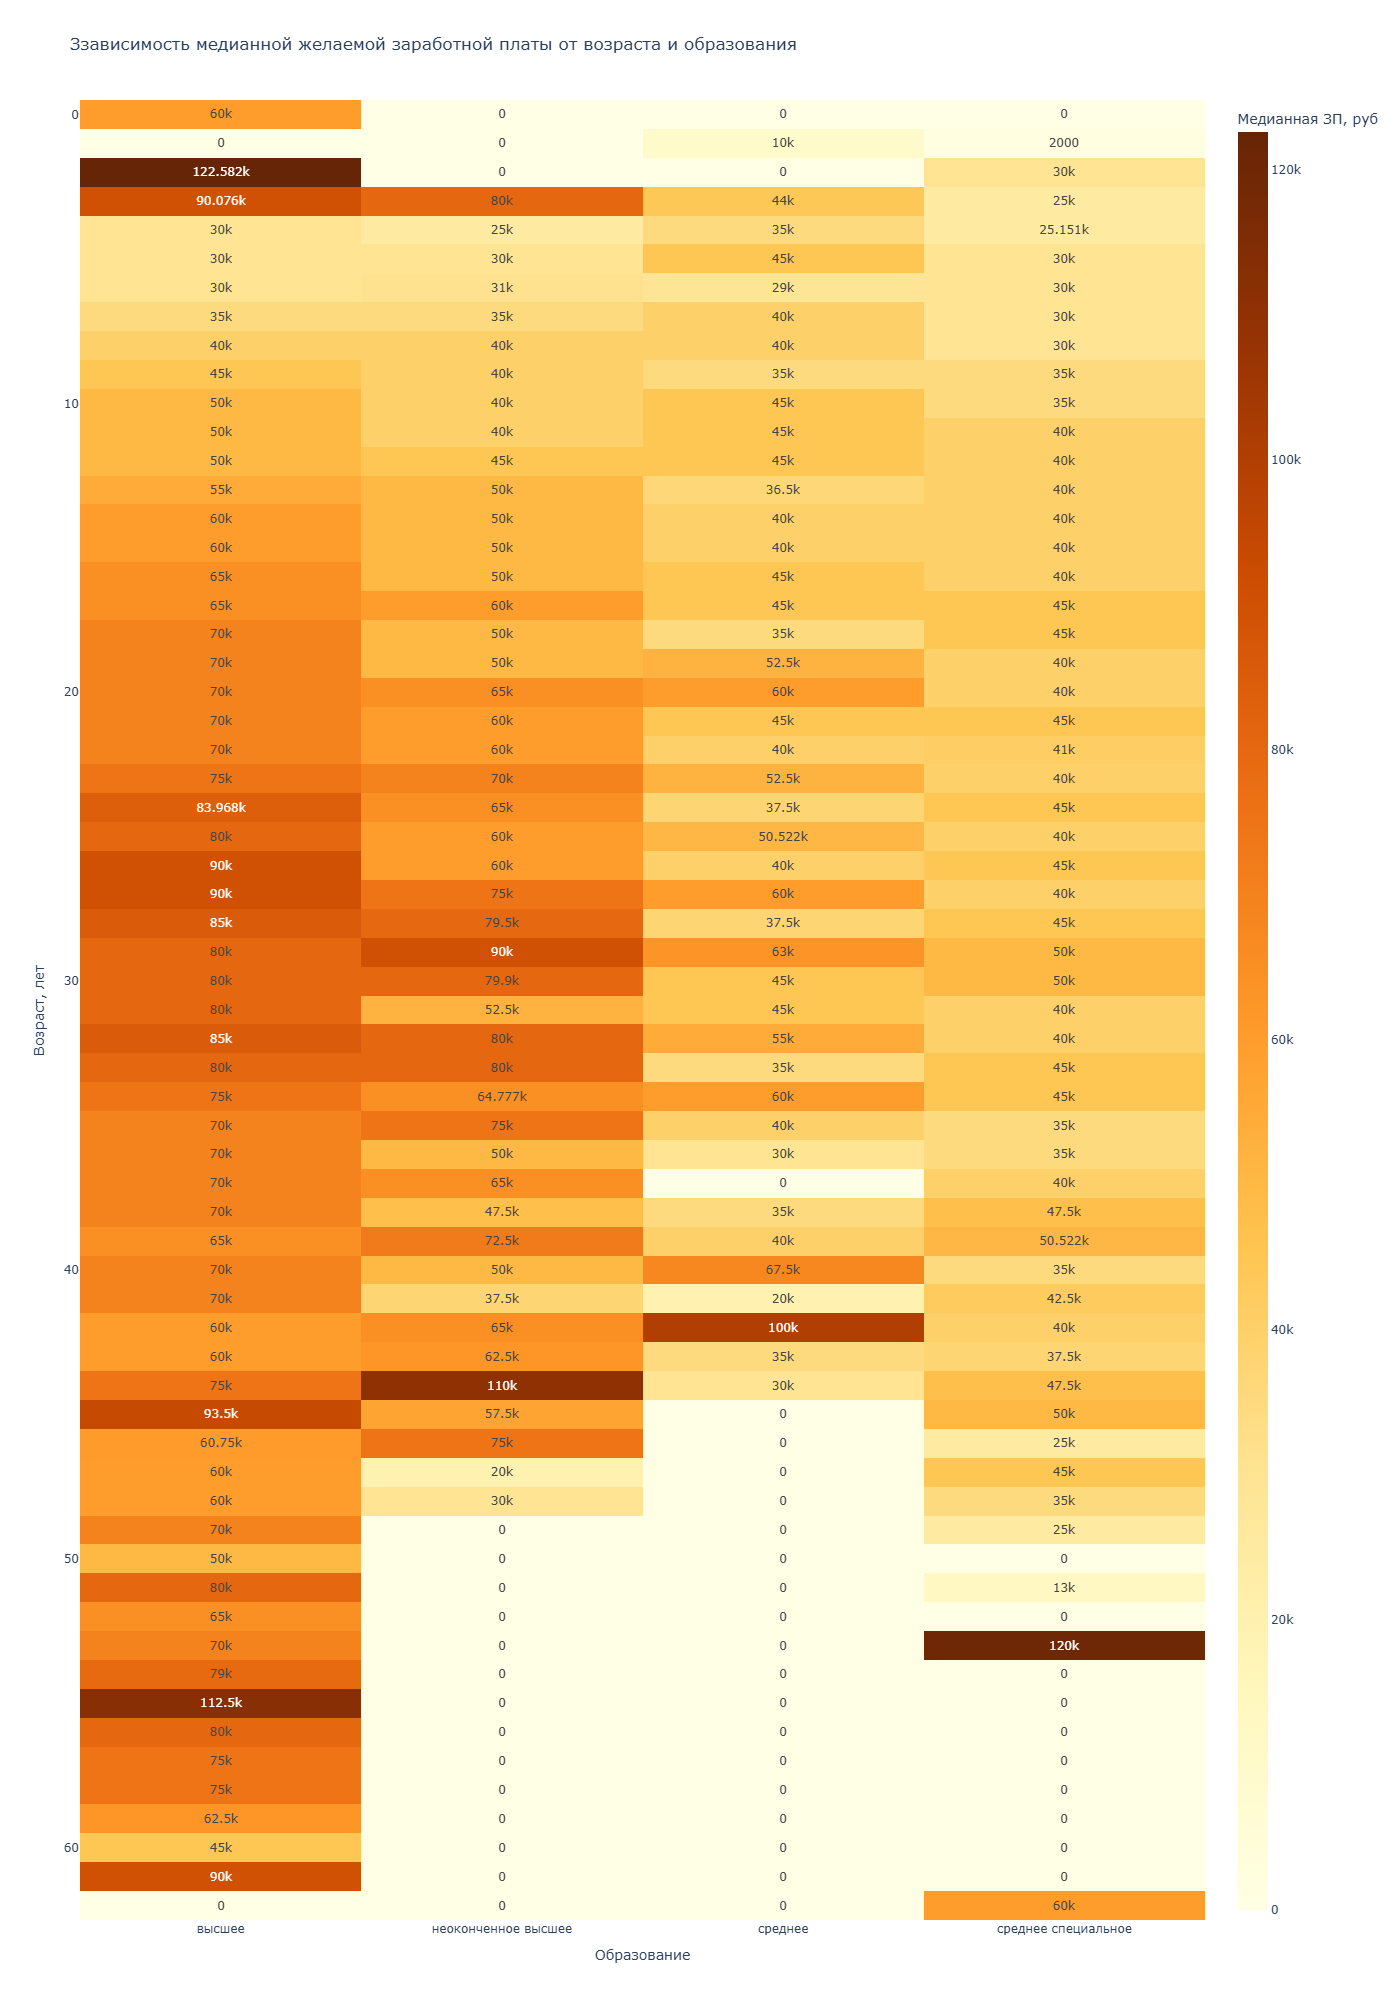 Ззависимость медианной желаемой заработной платы от возраста и образования
Медианная ЗП, руб
0 60k 0 0 0
0 0 10k 2000
122.582k 0 0 30k 120k
90.076k 80k 44k 25k
30k 25k 35k 25.151k
30k 30k 45k 30k
30k 31k 29k 30k
35k 35k 40k 30k
40k 40k 40k 30k
45k 40k 35k 35k
10 50k 40k 45k 35k
50k 40k 45k 40k
50k 45k 45k 40k 100k
55k 50k 36.5k 40k
60k 50k 40k 40k
60k 50k 40k 40k
65k 50k 45k 40k
65k 60k 45k 45k
70k 50k 35k 45k
70k 50k 52.5k 40k
20 70k 65k 60k 40k
70k 60k 45k 45k
70k 60k 40k 41k 80k
75k 70k 52.5k 40k
83.968k 65k 37.5k 45k
80k 60k 50.522k 40k
90k 60k 40k 45k
90k 75k 60k 40k
85k 79.5k 37.5k 45k
80k 90k 63k 50k
30 80k 79.9k 45k 50k
Возраст, лет
80k 52.5k 45k 40k
85k 80k 55k 40k 60k
80k 80k 35k 45k
75k 64.777k 60k 45k
70k 75k 40k 35k
70k 50k 30k 35k
70k 65k 0 40k
70k 47.5k 35k 47.5k
65k 72.5k 40k 50.522k
40 70k 50k 67.5k 35k
70k 37.5k 20k 42.5k
60k 65k 100k 40k 40k
60k 62.5k 35k 37.5k
75k 110k 30k 47.5k
93.5k 57.5k 0 50k
60.75k 75k 0 25k
60k 20k 0 45k
60k 30k 0 35k
70k 0 0 25k
50 50k 0 0 0
80k 0 0 13k
65k 0 0 0 20k
70k 0 0 120k
79k 0 0 0
112.5k 0 0 0
80k 0 0 0
75k 0 0 0
75k 0 0 0
62.5k 0 0 0
60 45k 0 0 0
90k 0 0 0
0 0 0 60k 0
высшее неоконченное высшее среднее среднее специальное
Образование